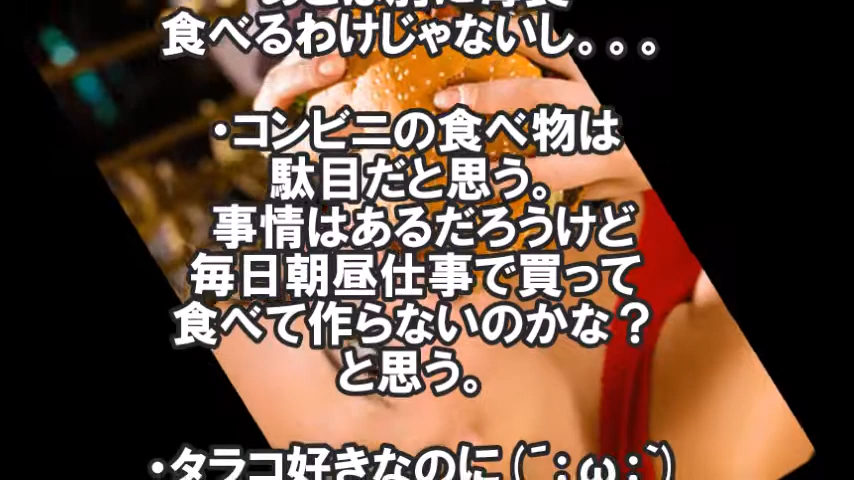 食べるわけじゃないし。。。
・コンビニの食べ物は
駄目だと思う。
事情はあるだろうけど
毎日朝昼仕事で買って
食べて作らないのかな？
と思う。
・タラコ好きなのに(´；ω；`)